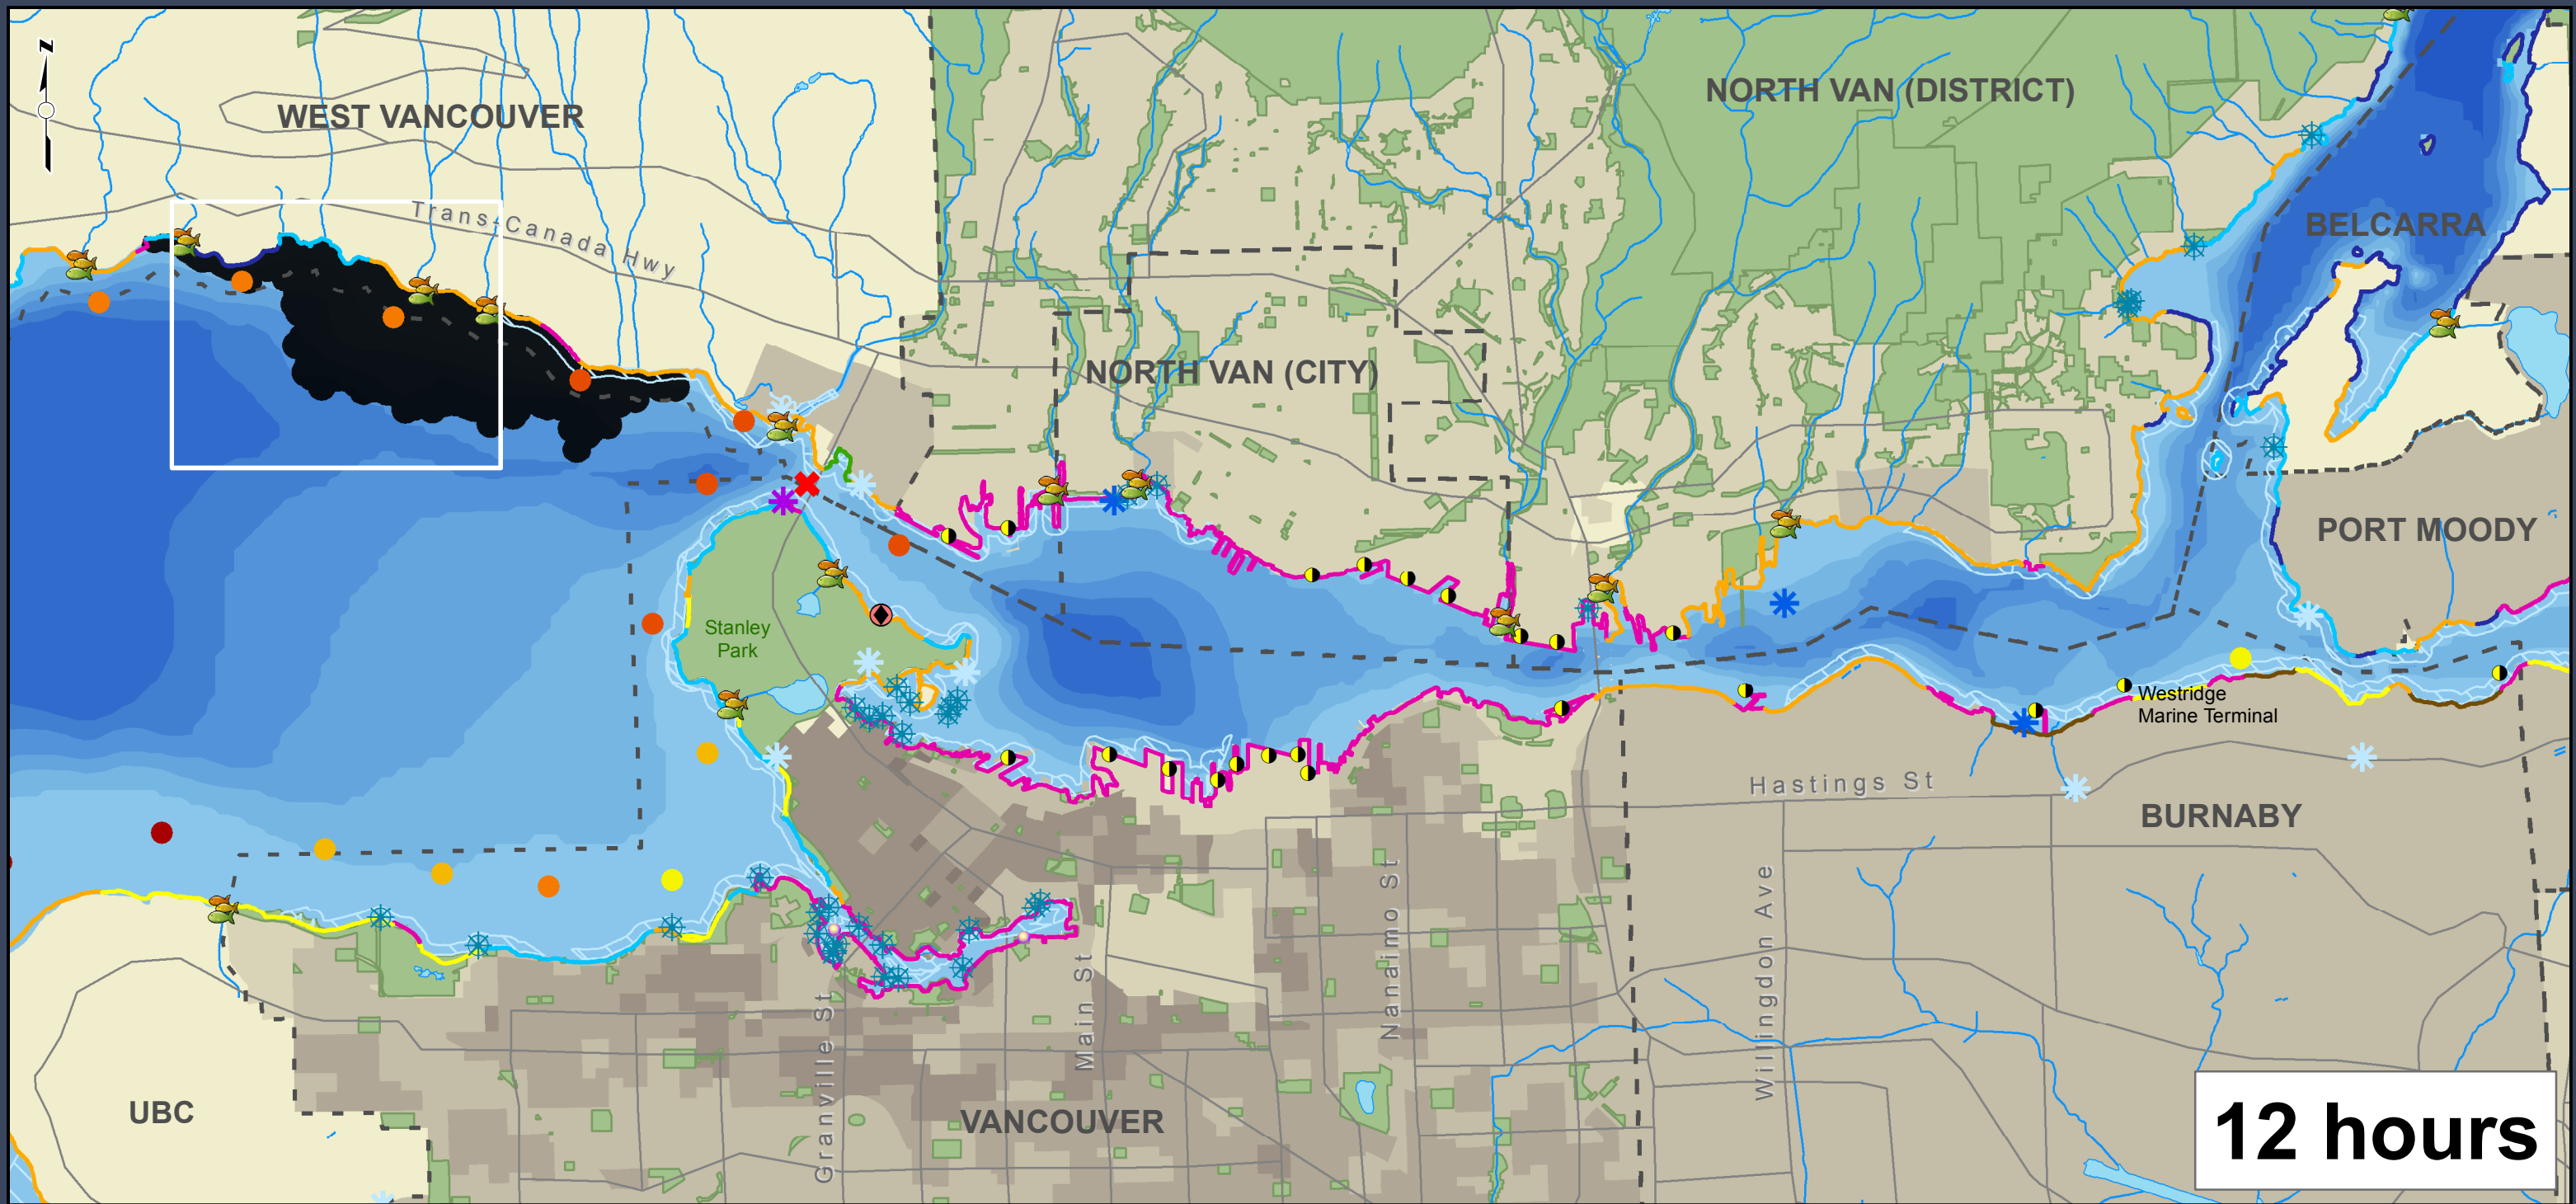 N
WEST VANCOUVER
NORTH VAN (DISTRICT)
Trans-Canada Hwy
BELCARRA
NORTH VAN (CITY)
PORT MOODY
Stanley
Park
Westridge
Marine Terminal
Hastings St
BURNABY
Granville St
Main St
Nanaimo St
Willingdon Ave
UBC
VANCOUVER
12 hours